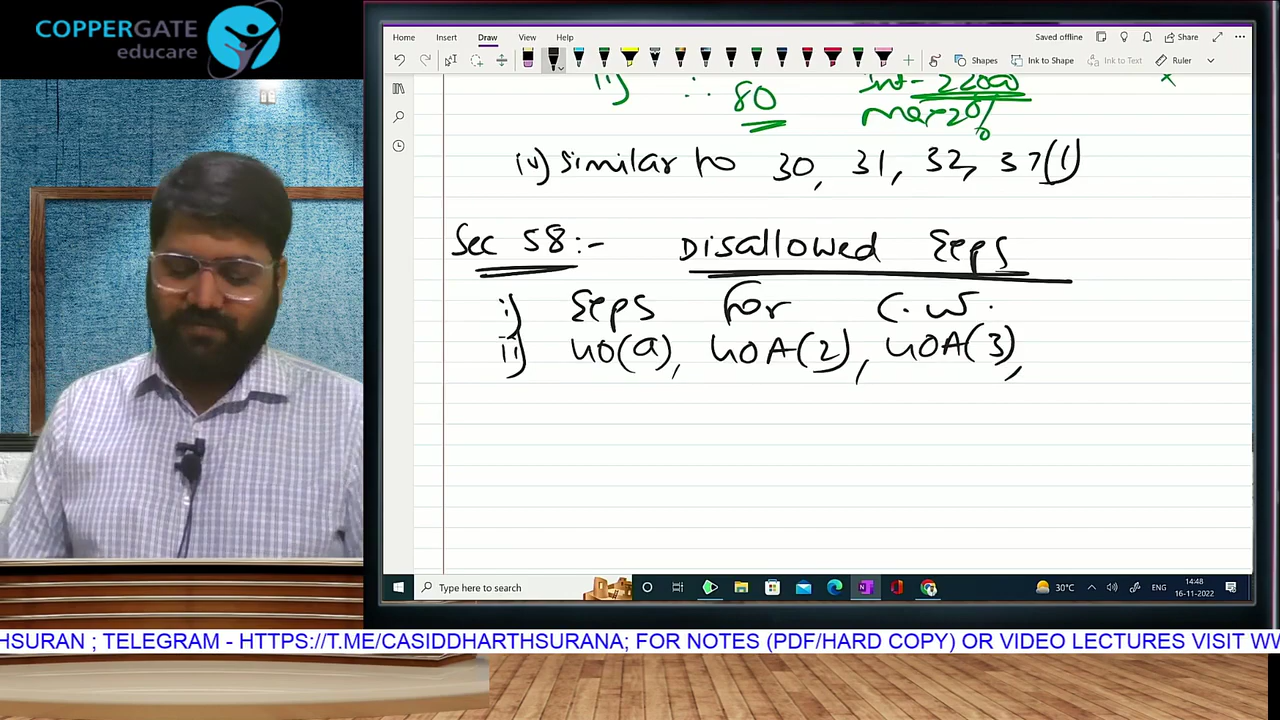 COPPERGATE
educare
Home Insert Draw View Help
Saved offline Share
Shapes Ink to Shape Ink to Text Ruler
ii) ∴ 80 Int - 22000
Max 20%
iv) Similar to 30, 31, 32, 37(1)
Sec 58:- Disallowed Exps
i) Exps for C.W.
ii) 40(a), 40A(2), 40A(3),
Type here to search
30°C ENG 14:48
16-11-2022
HSURAN ; TELEGRAM - HTTPS://T.ME/CASIDDHARTHSURANA; FOR NOTES (PDF/HARD COPY) OR VIDEO LECTURES VISIT WW